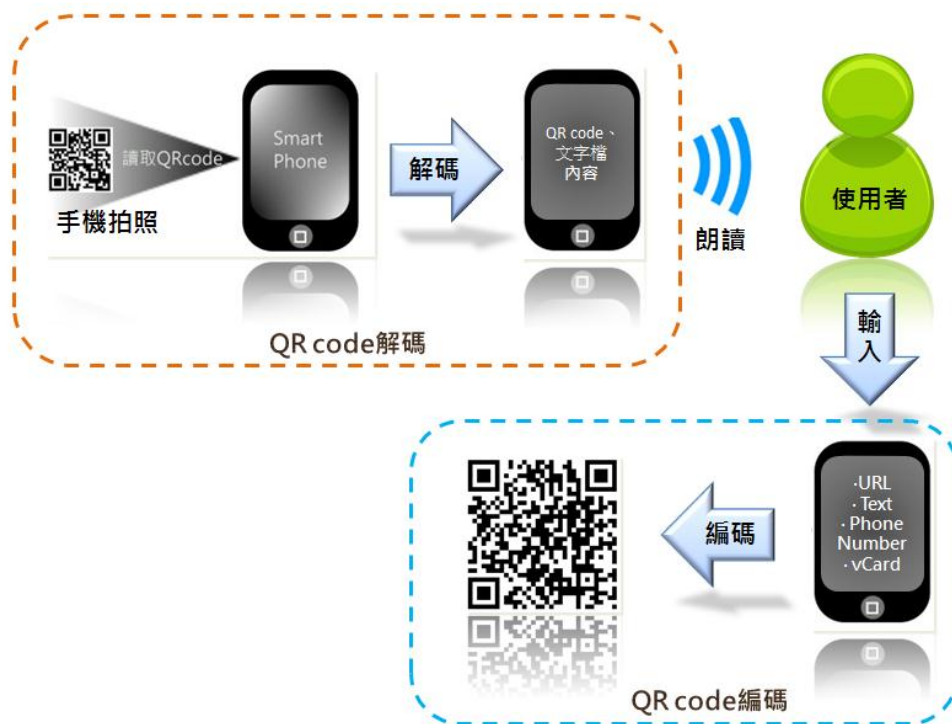 讀取QRcode
手機拍照
Smart
Phone
解碼
QR code、
文字檔
內容
朗讀
使用者
QR code解碼
輸
入
·URL
·Text
·Phone
Number
·vCard
編碼
QR code編碼